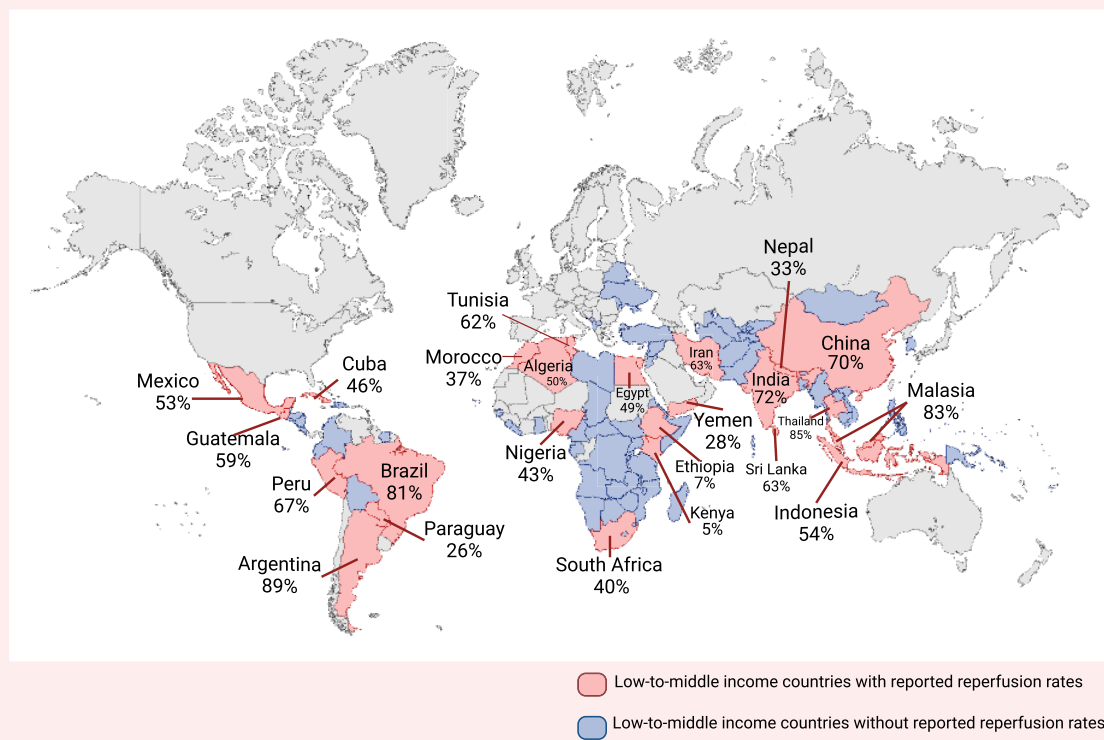 Nepal
33%
Tunisia
62%
Morocco
37%
Algeria
50%
Iran
63%
China
70%
Cuba
46%
Mexico
53%
India
72%
Egypt
49%
Malasia
83%
Thailand
85%
Yemen
28%
Guatemala
59%
Nigeria
43%
Ethiopia
7%
Sri Lanka
63%
Brazil
81%
Peru
67%
Kenya
5%
Indonesia
54%
Paraguay
26%
Argentina
89%
South Africa
40%
Low-to-middle income countries with reported reperfusion rates
Low-to-middle income countries without reported reperfusion rates